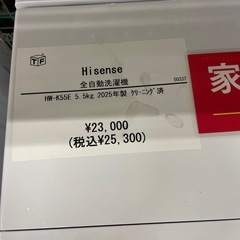 TF
Hisense
全自動洗濯機
50337
HW-K55E 5.5kg 2025年製 クリーニング済
¥23,000
(税込¥25,300)
家